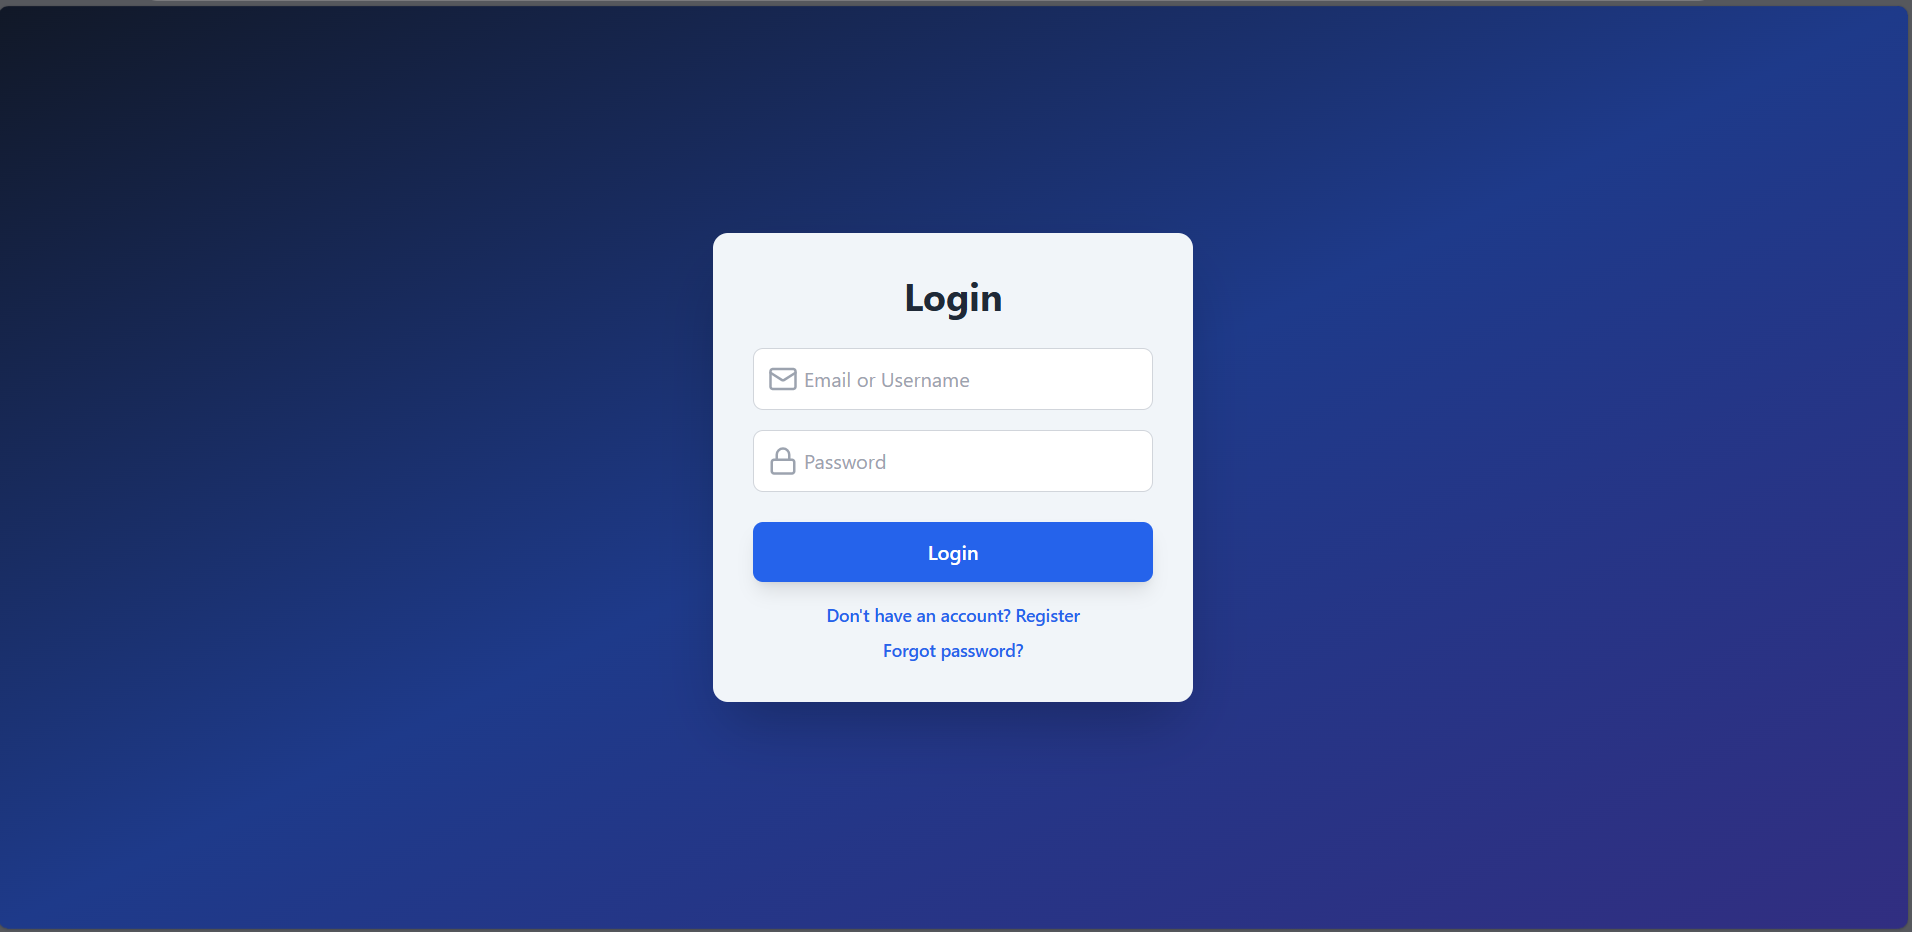 Login
Email or Username
Password
Login
Don't have an account? Register
Forgot password?